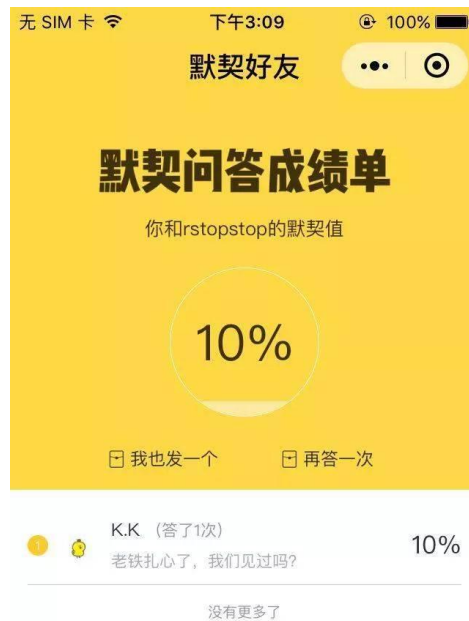 无 SIM 卡 下午3:09 100%
默契好友
默契问答成绩单
你和rstopstop的默契值
10%
我也发一个 再答一次
1 K.K （答了1次） 10%
老铁扎心了，我们见过吗?
没有更多了